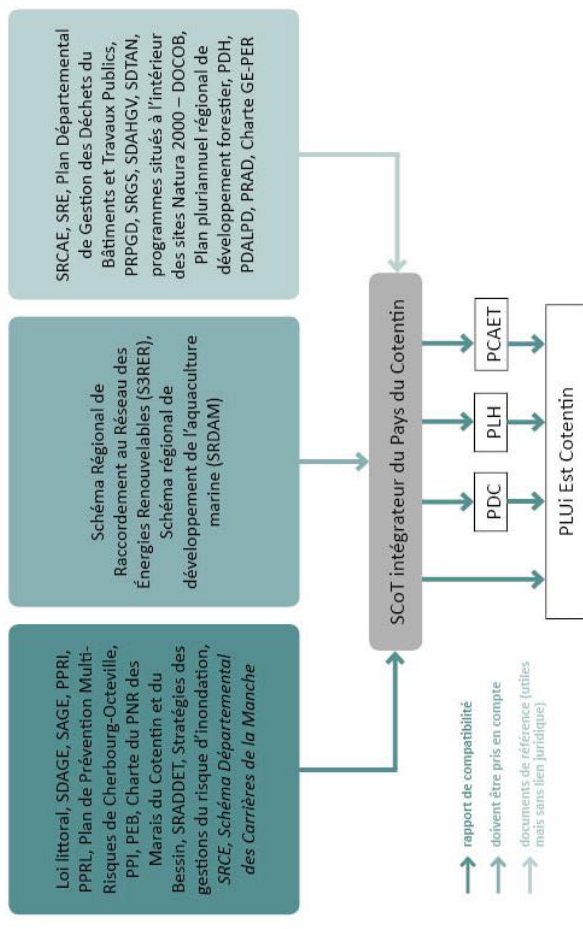 Loi littoral, SDAGE, SAGE, PPRI,
PPRL, Plan de Prévention Multi-
Risques de Cherbourg-Octeville,
PPI, PEB, Charte du PNR des
Marais du Cotentin et du
Bessin, SRADDET, Stratégies des
gestions du risque d'inondation,
SRCE, Schéma Départemental
des Carrières de la Manche
Schéma Régional de
Raccordement au Réseau des
Énergies Renouvelables (S3RER),
Schéma régional de
développement de l'aquaculture
marine (SRDAM)
SRCAE, SRE, Plan Départemental
de Gestion des Déchets du
Bâtiments et Travaux Publics,
PRPGD, SRGS, SDAHGV, SDTAN,
programmes situés à l'intérieur
des sites Natura 2000 – DOCOB,
Plan pluriannuel régional de
développement forestier, PDH,
PDALPD, PRAD, Charte GE-PER
SCoT intégrateur du Pays du Cotentin
PDC
PLH
PCAET
PLUi Est Cotentin
rapport de compatibilité
doivent être pris en compte
documents de référence (utiles
mais sans lien juridique)